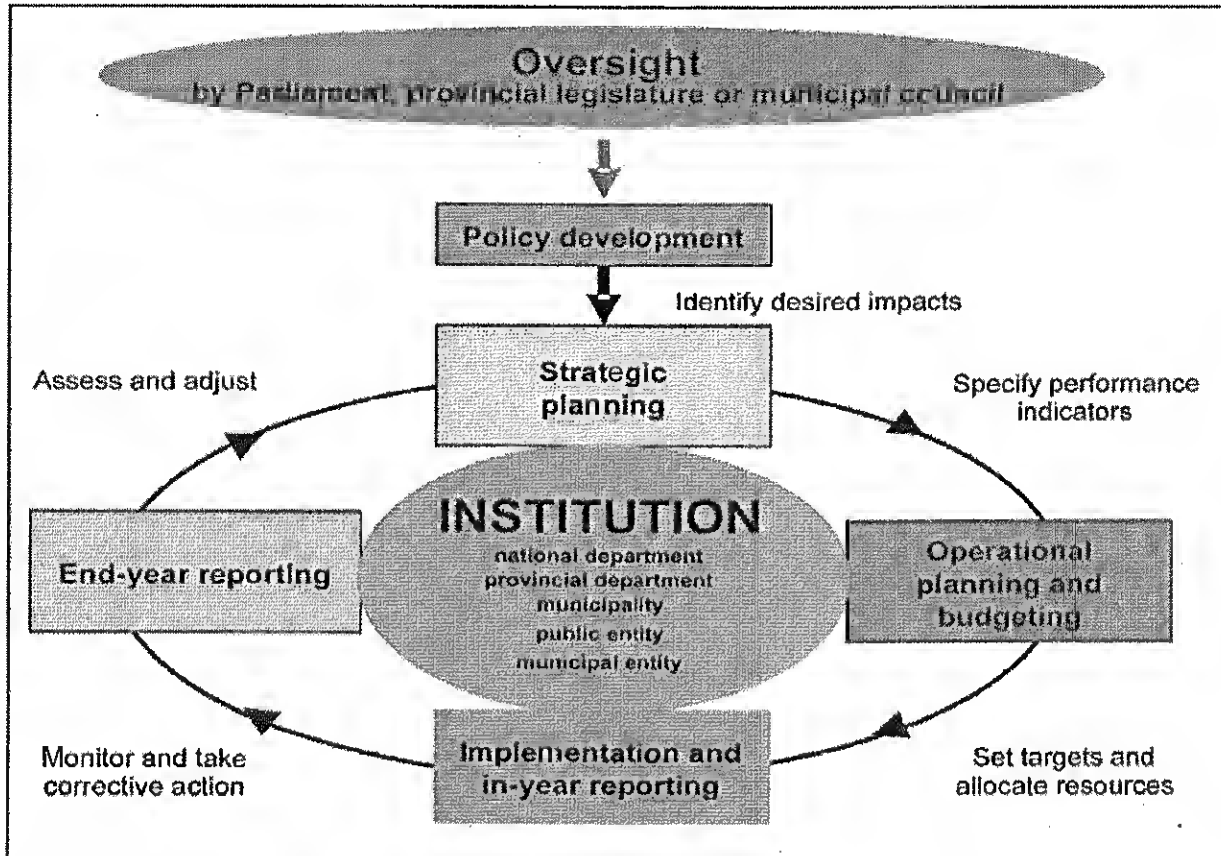 Oversight
by Parliament, provincial legislature or municipal council
Policy development
Identify desired impacts
Strategic
planning
Assess and adjust
Specify performance
indicators
INSTITUTION
national department
provincial department
municipality
public entity
municipal entity
End-year reporting
Operational
planning and
budgeting
Implementation and
in-year reporting
Monitor and take
corrective action
Set targets and
allocate resources